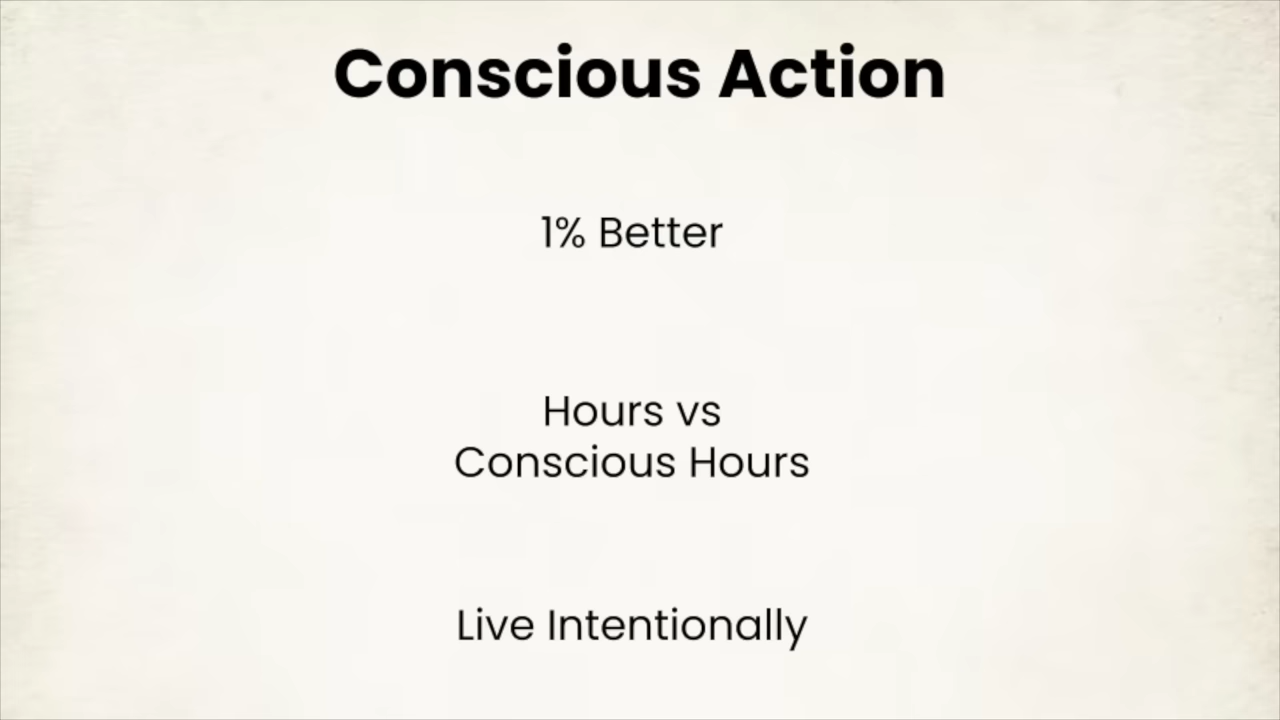 Conscious Action
1% Better
Hours vs
Conscious Hours
Live Intentionally